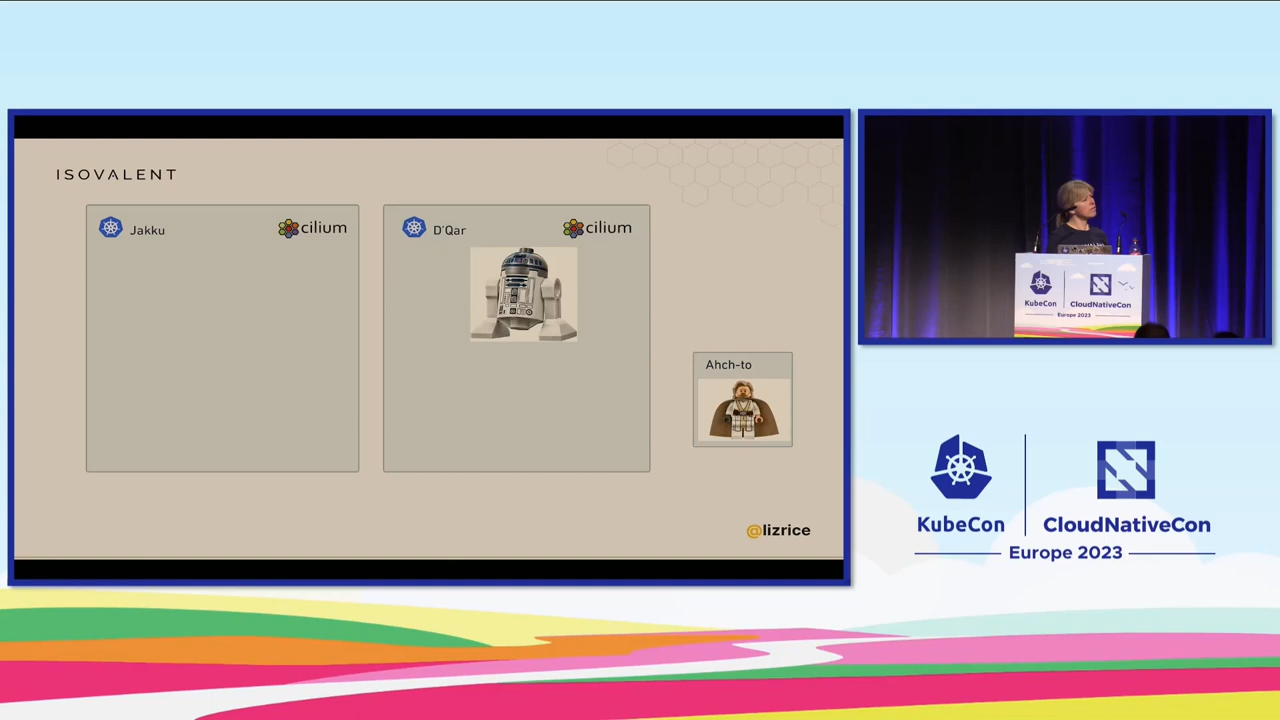 ISOVALENT
Jakku
cilium
D'Qar
cilium
Ahch-to
@lizrice
KubeCon
CloudNativeCon
Europe 2023
KubeCon
CloudNativeCon
Europe 2023